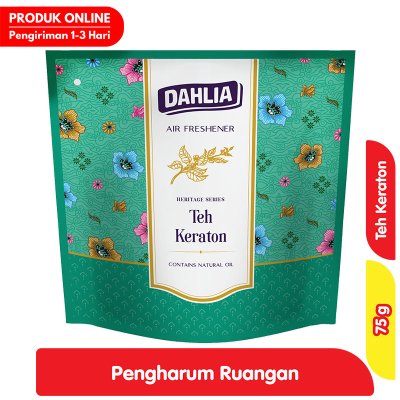 PRODUK ONLINE
Pengiriman 1-3 Hari
DAHLIA
AIR FRESHENER
HERITAGE SERIES
Teh
Keraton
CONTAINS NATURAL OIL
Teh Keraton
75 g
Pengharum Ruangan